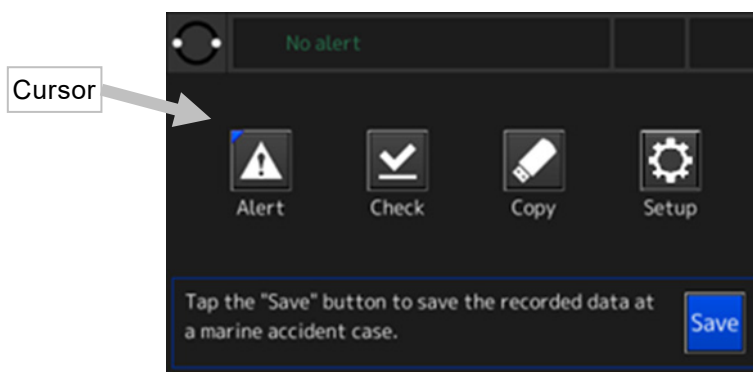 No alert
Cursor
Alert Check Copy Setup
Tap the "Save" button to save the recorded data at
a marine accident case.
Save